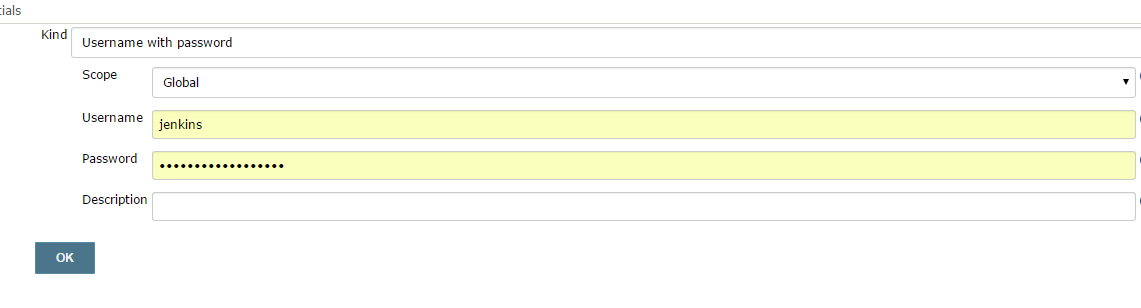 tials
Kind Username with password
Scope Global
Username jenkins
Password ••••••••••••••••••
Description
OK